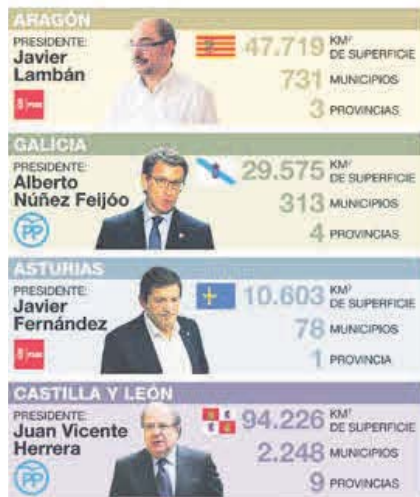 ARAGÓN
PRESIDENTE:
Javier
Lambán
47.719 KM²
DE SUPERFICIE
731 MUNICIPIOS
3 PROVINCIAS
GALICIA
PRESIDENTE:
Alberto
Núñez Feijóo
PP
29.575 KM²
DE SUPERFICIE
313 MUNICIPIOS
4 PROVINCIAS
ASTURIAS
PRESIDENTE:
Javier
Fernández
10.603 KM²
DE SUPERFICIE
78 MUNICIPIOS
1 PROVINCIA
CASTILLA Y LEÓN
PRESIDENTE:
Juan Vicente
Herrera
PP
94.226 KM²
DE SUPERFICIE
2.248 MUNICIPIOS
9 PROVINCIAS